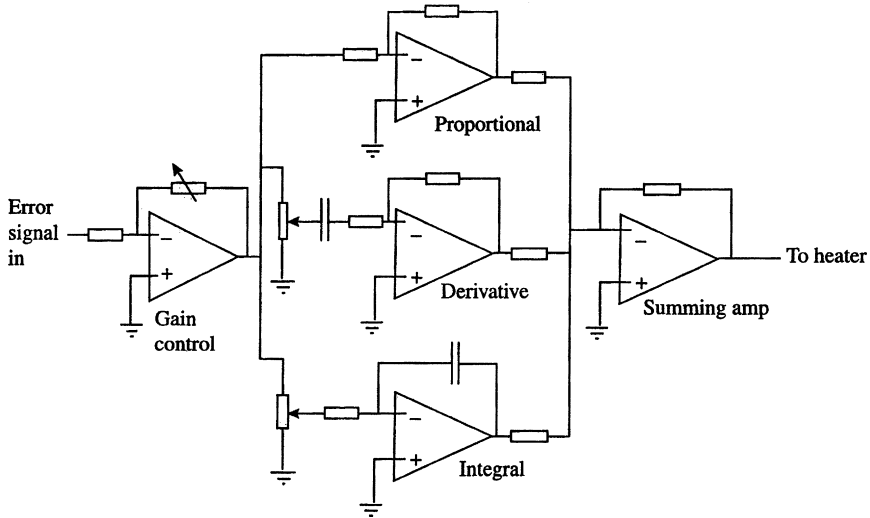 Error
signal
in
−
+
Gain
control
−
+
Proportional
−
+
Derivative
−
+
Integral
−
+
Summing amp
To heater